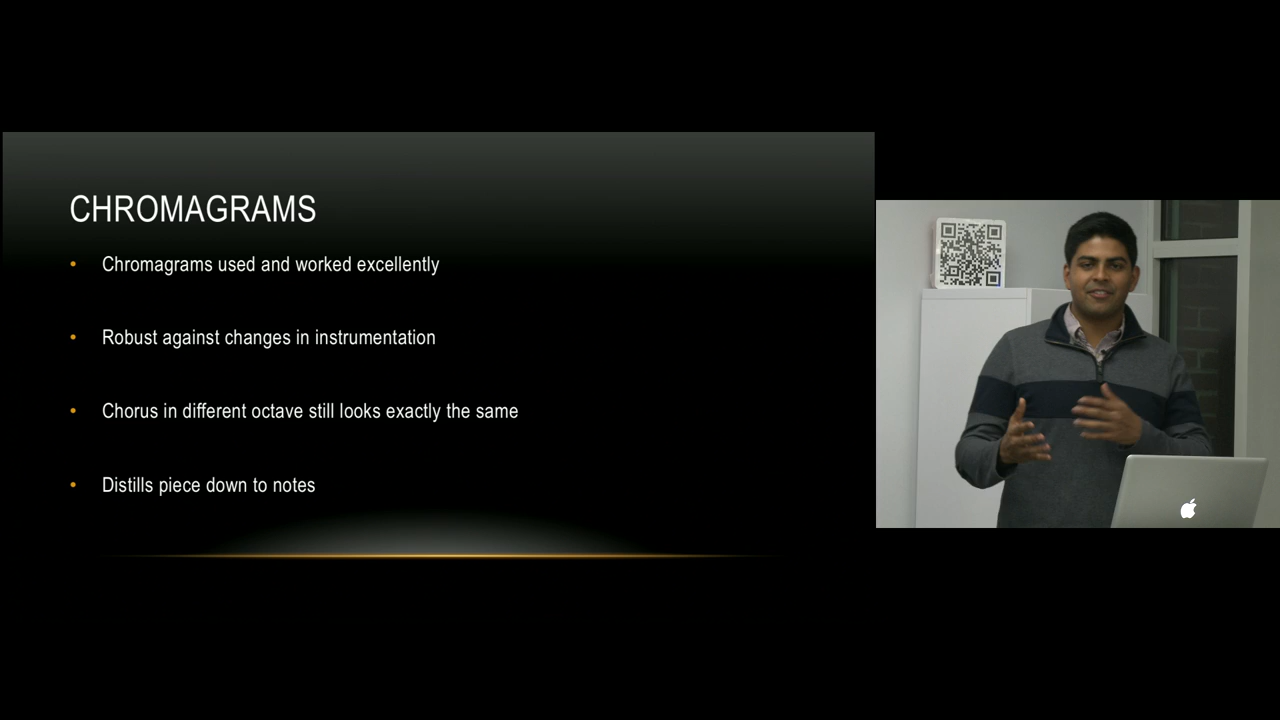 CHROMAGRAMS
• Chromagrams used and worked excellently
• Robust against changes in instrumentation
• Chorus in different octave still looks exactly the same
• Distills piece down to notes